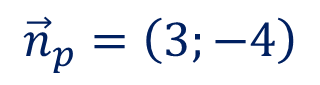 n⃗ₚ = (3; −4)